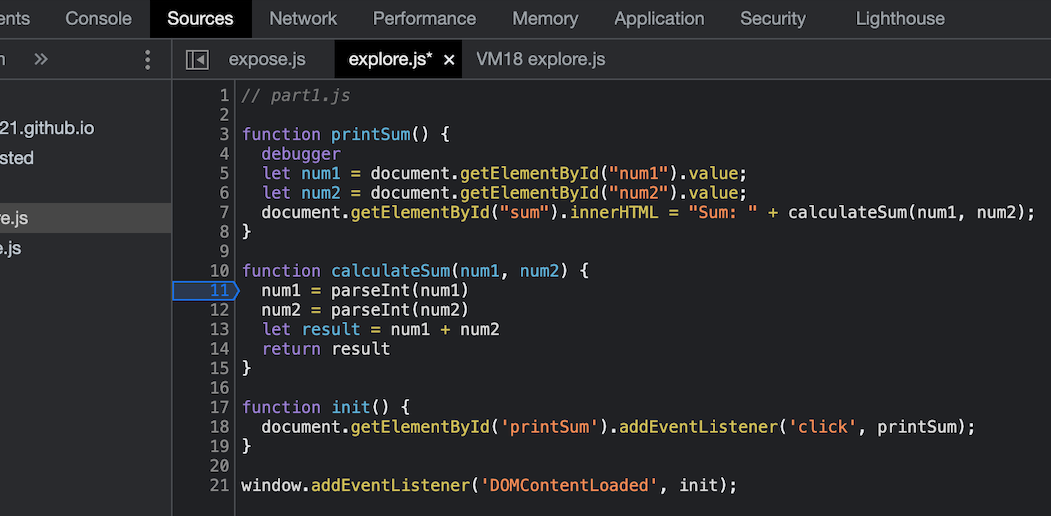 ents Console Sources Network Performance Memory Application Security Lighthouse
n » expose.js explore.js* × VM18 explore.js
21.github.io
sted
e.js
e.js
1 // part1.js
2
3 function printSum() {
4   debugger
5   let num1 = document.getElementById("num1").value;
6   let num2 = document.getElementById("num2").value;
7   document.getElementById("sum").innerHTML = "Sum: " + calculateSum(num1, num2);
8 }
9
10 function calculateSum(num1, num2) {
11   num1 = parseInt(num1)
12   num2 = parseInt(num2)
13   let result = num1 + num2
14   return result
15 }
16
17 function init() {
18   document.getElementById('printSum').addEventListener('click', printSum);
19 }
20
21 window.addEventListener('DOMContentLoaded', init);